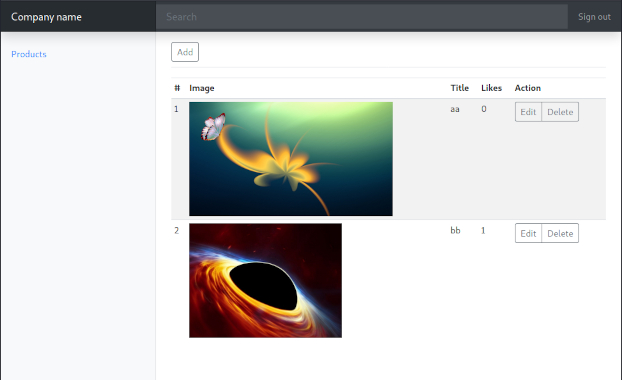 Company name Search Sign out
Products
Add
# Image Title Likes Action
1 aa 0 Edit Delete
2 bb 1 Edit Delete